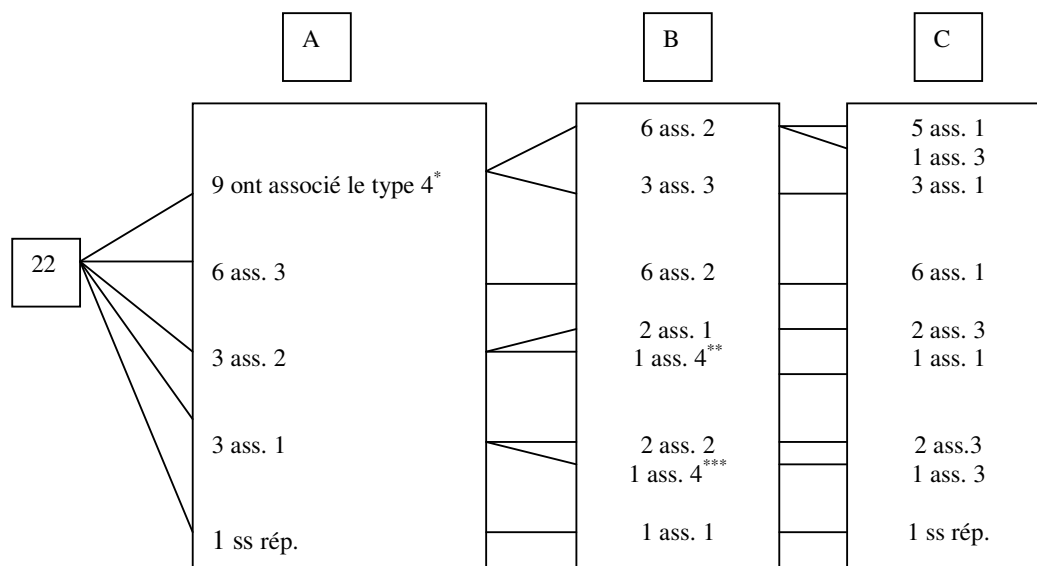 A
B
C
22
9 ont associé le type 4*
6 ass. 3
3 ass. 2
3 ass. 1
1 ss rép.
6 ass. 2
3 ass. 3
6 ass. 2
2 ass. 1
1 ass. 4**
2 ass. 2
1 ass. 4***
1 ass. 1
5 ass. 1
1 ass. 3
3 ass. 1
6 ass. 1
2 ass. 3
1 ass. 1
2 ass.3
1 ass. 3
1 ss rép.